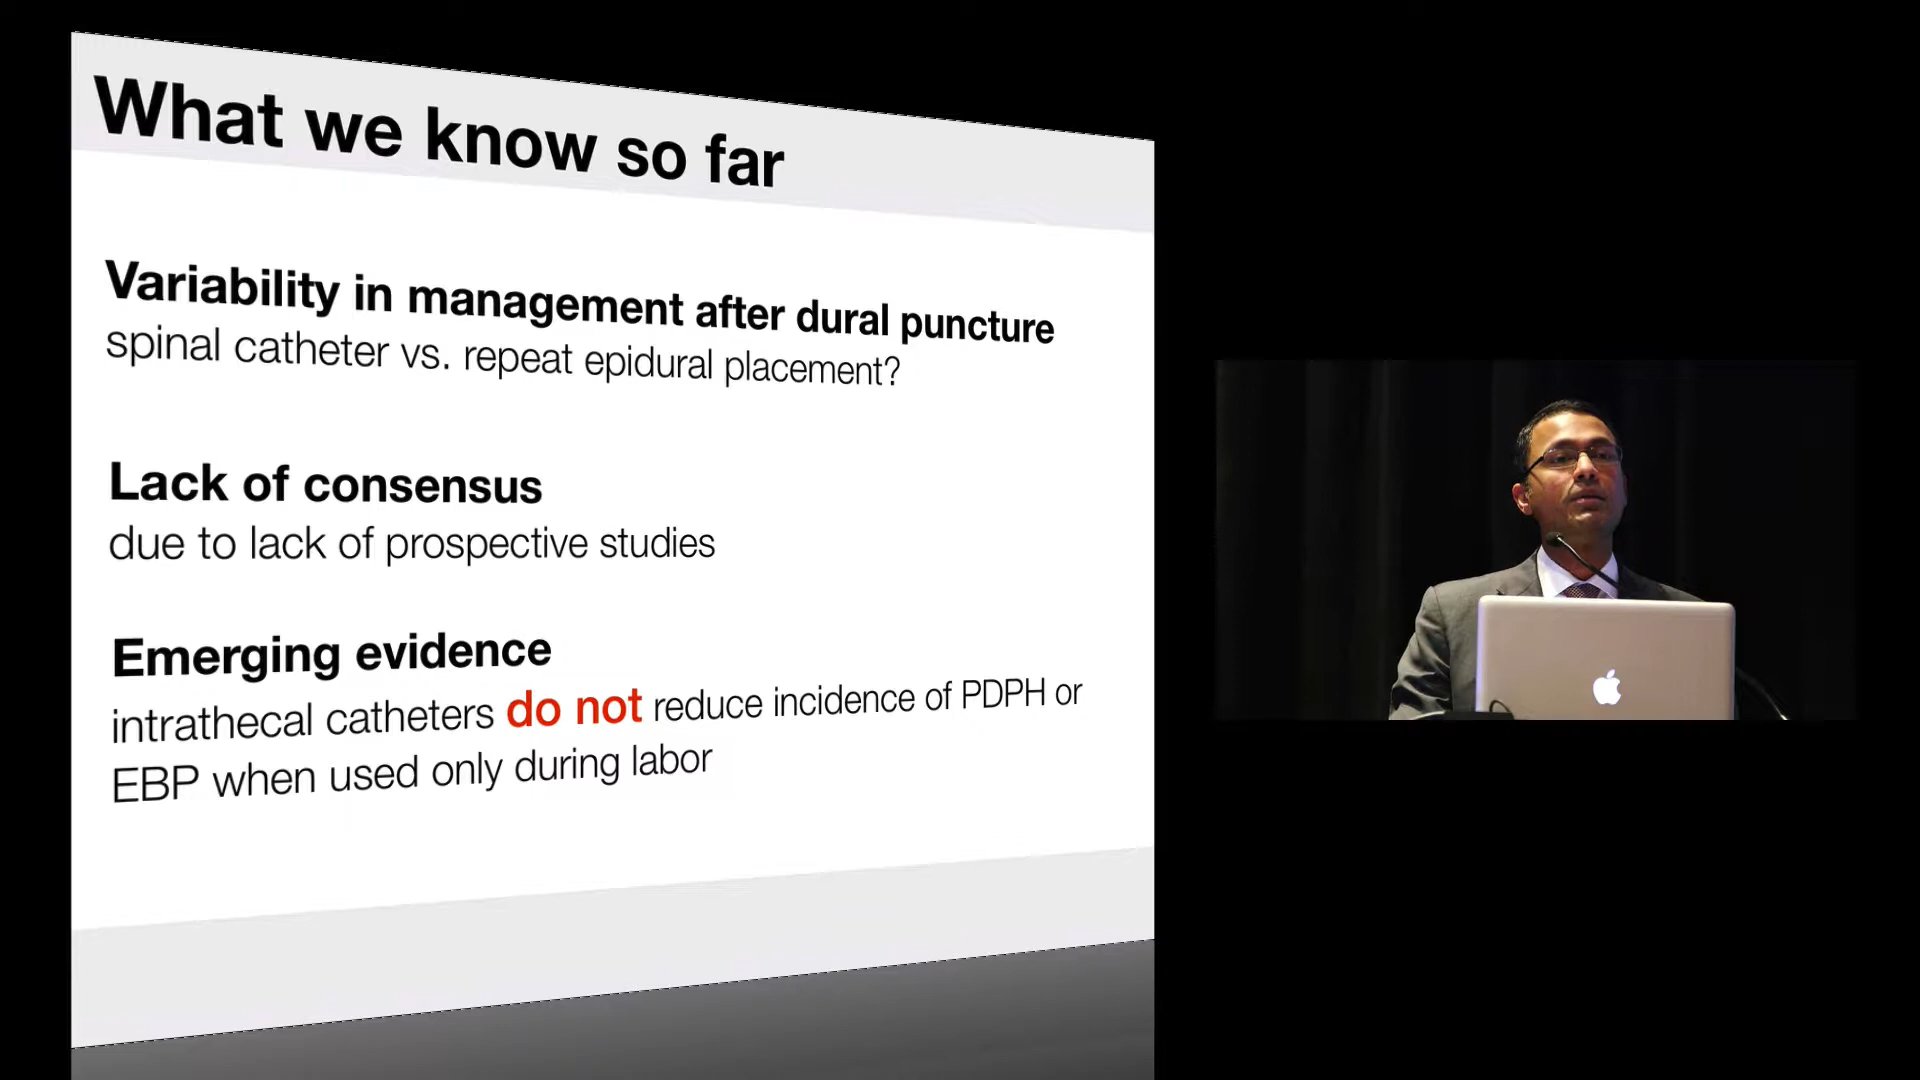 What we know so far
Variability in management after dural puncture
spinal catheter vs. repeat epidural placement?
Lack of consensus
due to lack of prospective studies
Emerging evidence
intrathecal catheters do not reduce incidence of PDPH or
EBP when used only during labor